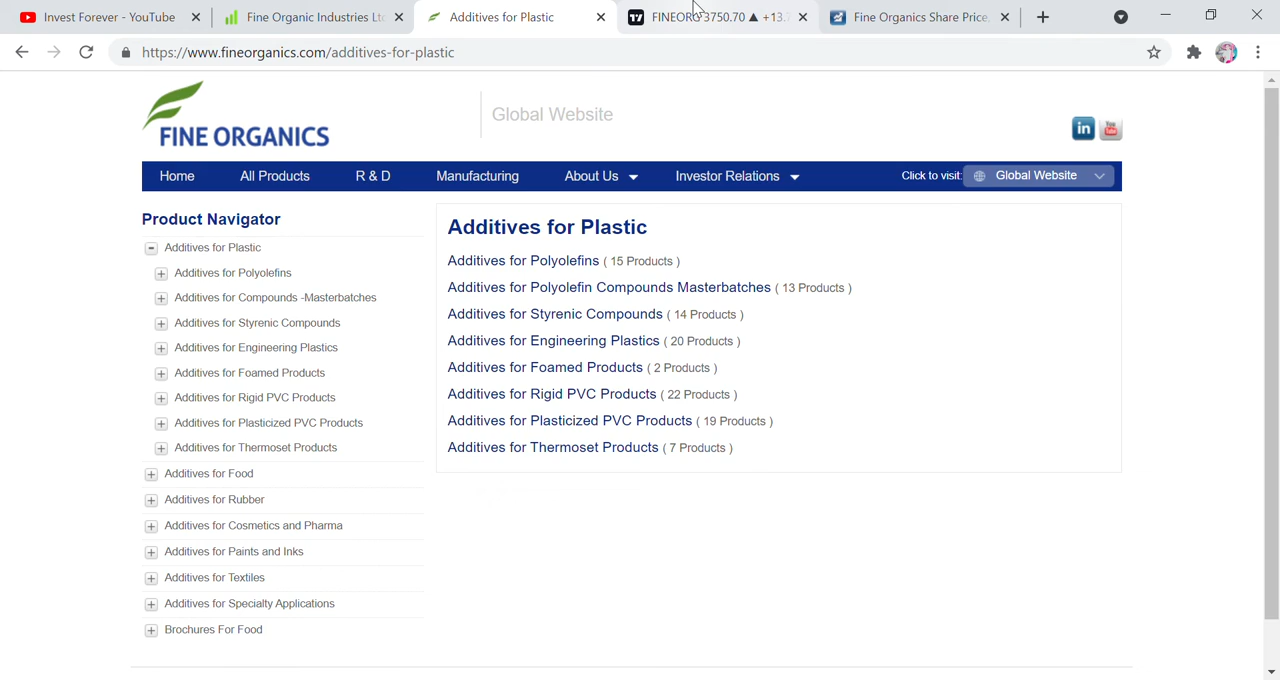 Invest Forever - YouTube
Fine Organic Industries Lt
Additives for Plastic
FINEORG 3750.70 ▲ +13.
Fine Organics Share Price,
https://www.fineorganics.com/additives-for-plastic
FINE ORGANICS
Global Website
in
You Tube
Home
All Products
R & D
Manufacturing
About Us
Investor Relations
Click to visit:
Global Website
Product Navigator
Additives for Plastic
Additives for Polyolefins
Additives for Compounds -Masterbatches
Additives for Styrenic Compounds
Additives for Engineering Plastics
Additives for Foamed Products
Additives for Rigid PVC Products
Additives for Plasticized PVC Products
Additives for Thermoset Products
Additives for Food
Additives for Rubber
Additives for Cosmetics and Pharma
Additives for Paints and Inks
Additives for Textiles
Additives for Specialty Applications
Brochures For Food
Additives for Plastic
Additives for Polyolefins ( 15 Products )
Additives for Polyolefin Compounds Masterbatches ( 13 Products )
Additives for Styrenic Compounds ( 14 Products )
Additives for Engineering Plastics ( 20 Products )
Additives for Foamed Products ( 2 Products )
Additives for Rigid PVC Products ( 22 Products )
Additives for Plasticized PVC Products ( 19 Products )
Additives for Thermoset Products ( 7 Products )